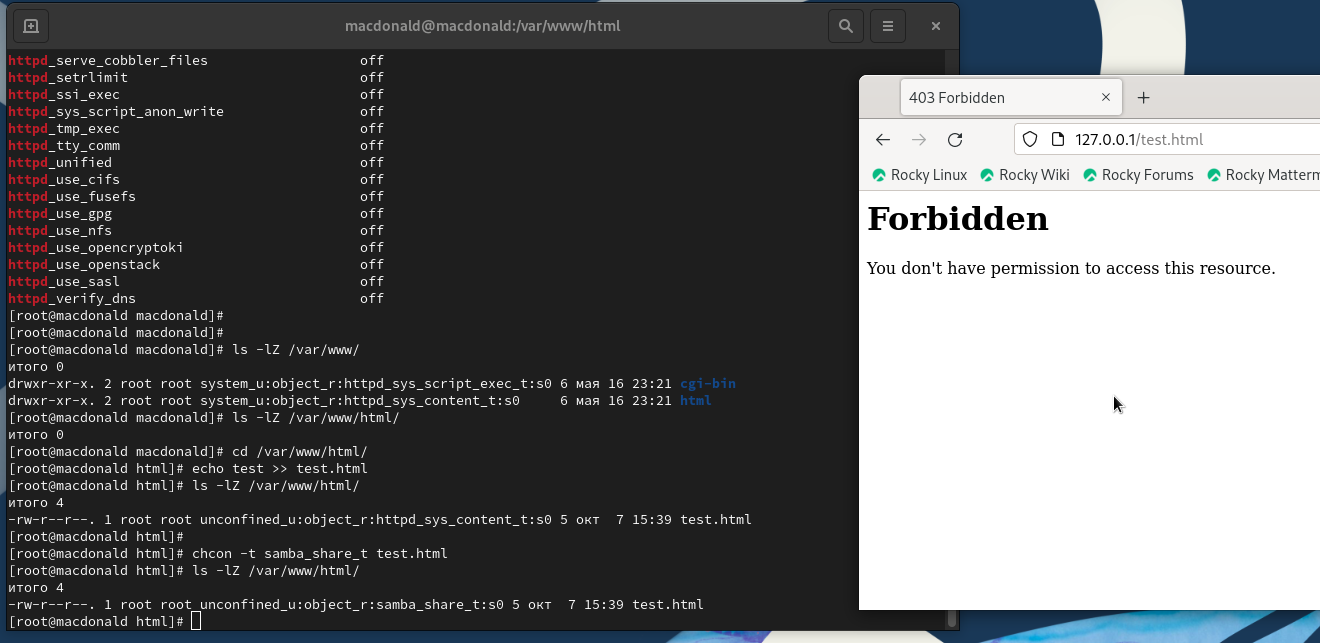 macdonald@macdonald:/var/www/html
httpd_serve_cobbler_files                   off
httpd_setrlimit                             off
httpd_ssi_exec                              off
httpd_sys_script_anon_write                 off
httpd_tmp_exec                              off
httpd_tty_comm                              off
httpd_unified                               off
httpd_use_cifs                              off
httpd_use_fusefs                            off
httpd_use_gpg                               off
httpd_use_nfs                               off
httpd_use_opencryptoki                      off
httpd_use_openstack                         off
httpd_use_sasl                              off
httpd_verify_dns                            off
[root@macdonald macdonald]#
[root@macdonald macdonald]#
[root@macdonald macdonald]# ls -lZ /var/www/
итого 0
drwxr-xr-x. 2 root root system_u:object_r:httpd_sys_script_exec_t:s0 6 мая 16 23:21 cgi-bin
drwxr-xr-x. 2 root root system_u:object_r:httpd_sys_content_t:s0     6 мая 16 23:21 html
[root@macdonald macdonald]# ls -lZ /var/www/html/
итого 0
[root@macdonald macdonald]# cd /var/www/html/
[root@macdonald html]# echo test >> test.html
[root@macdonald html]# ls -lZ /var/www/html/
итого 4
-rw-r--r--. 1 root root unconfined_u:object_r:httpd_sys_content_t:s0 5 окт  7 15:39 test.html
[root@macdonald html]#
[root@macdonald html]# chcon -t samba_share_t test.html
[root@macdonald html]# ls -lZ /var/www/html/
итого 4
-rw-r--r--. 1 root root unconfined_u:object_r:samba_share_t:s0 5 окт  7 15:39 test.html
[root@macdonald html]#
403 Forbidden
127.0.0.1/test.html
Rocky Linux Rocky Wiki Rocky Forums Rocky
Forbidden
You don't have permission to access this resource.